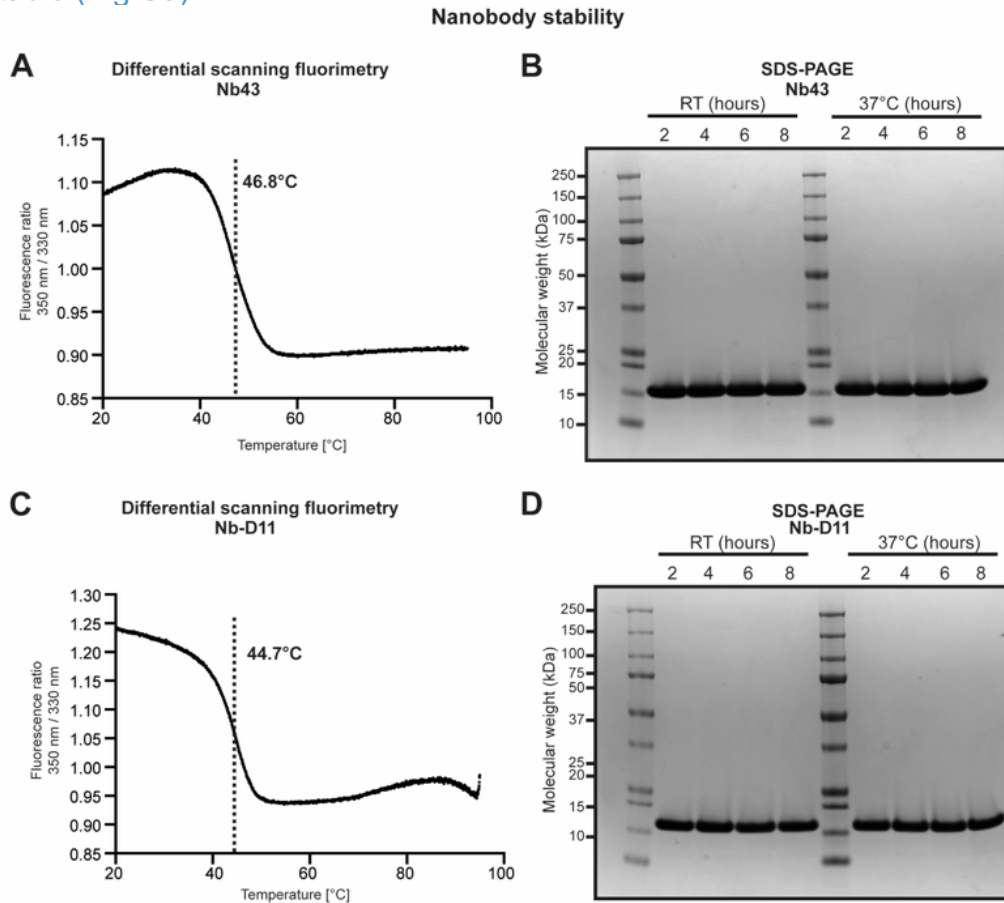 Nanobody stability
A
Differential scanning fluorimetry
Nb43
1.15
1.10
1.05
1.00
0.95
0.90
0.85
Fluorescence ratio
350 nm / 330 nm
46.8°C
20
40
60
80
100
Temperature [°C]
B
SDS-PAGE
Nb43
RT (hours)
37°C (hours)
2 4 6 8
2 4 6 8
Molecular weight (kDa)
250
150
100
75
50
37
25
20
15
10
C
Differential scanning fluorimetry
Nb-D11
1.30
1.25
1.20
1.15
1.10
1.05
1.00
0.95
0.90
0.85
Fluorescence ratio
350 nm / 330 nm
44.7°C
20
40
60
80
100
Temperature [°C]
D
SDS-PAGE
Nb-D11
RT (hours)
37°C (hours)
2 4 6 8
2 4 6 8
Molecular weight (kDa)
250
150
100
75
50
37
25
20
15
10